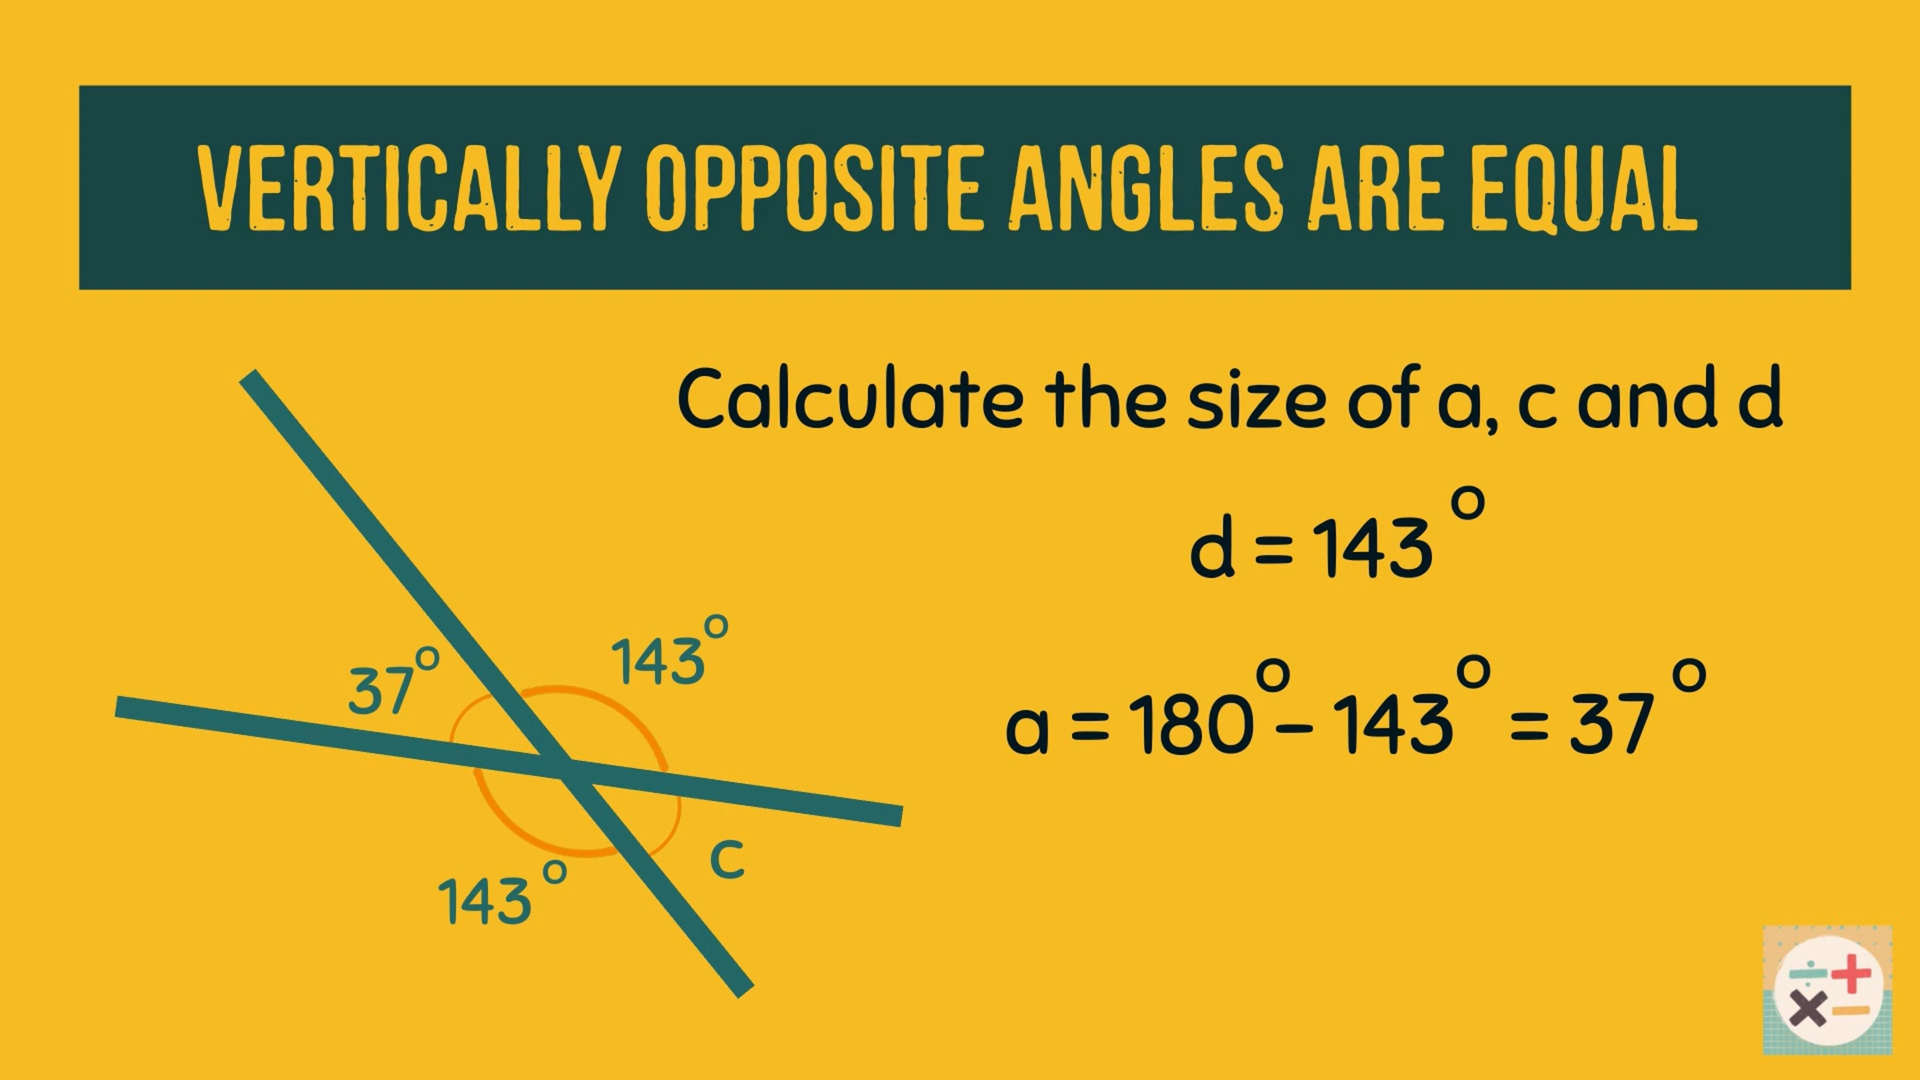 VERTICALLY OPPOSITE ANGLES ARE EQUAL
Calculate the size of a, c and d
d = 143°
a = 180° – 143° = 37°
37°
143°
143°
c